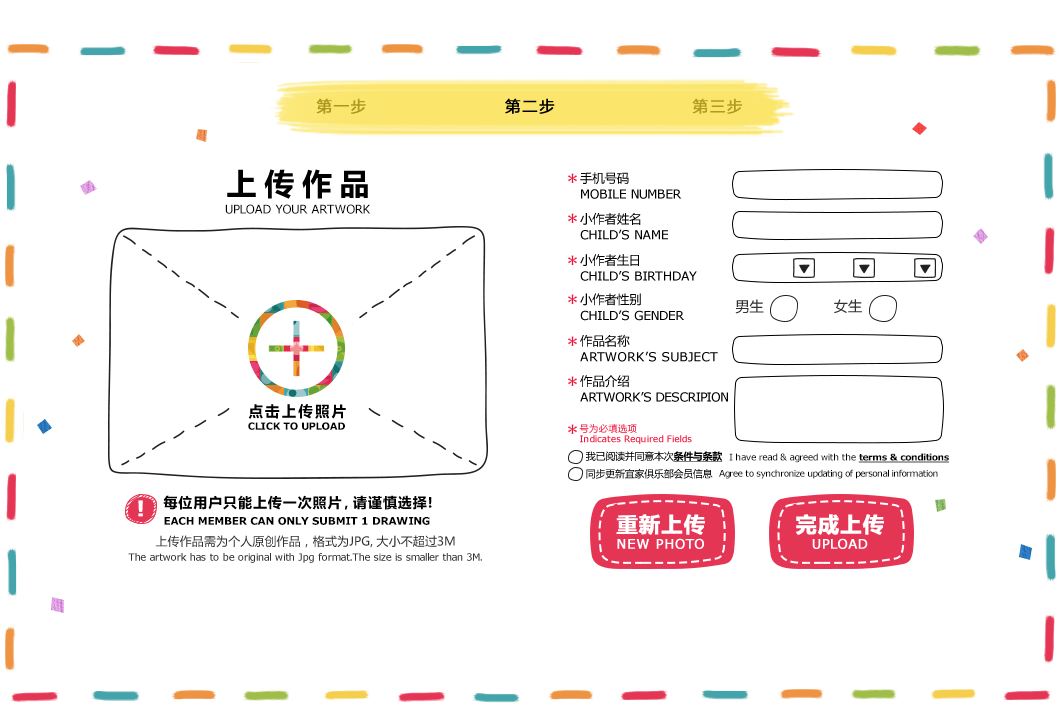 第一步
第二步
第三步
上传作品
UPLOAD YOUR ARTWORK
点击上传照片
CLICK TO UPLOAD
!
每位用户只能上传一次照片,请谨慎选择!
EACH MEMBER CAN ONLY SUBMIT 1 DRAWING
上传作品需为个人原创作品，格式为JPG, 大小不超过3M
The artwork has to be original with Jpg format.The size is smaller than 3M.
*手机号码
MOBILE NUMBER
*小作者姓名
CHILD'S NAME
*小作者生日
CHILD'S BIRTHDAY
*小作者性别
CHILD'S GENDER
男生 女生
*作品名称
ARTWORK'S SUBJECT
*作品介绍
ARTWORK'S DESCRIPION
*号为必填选项
Indicates Required Fields
我已阅读并同意本次条件与条款 I have read & agreed with the terms & conditions
同步更新宜家俱乐部会员信息 Agree to synchronize updating of personal information
重新上传
NEW PHOTO
完成上传
UPLOAD